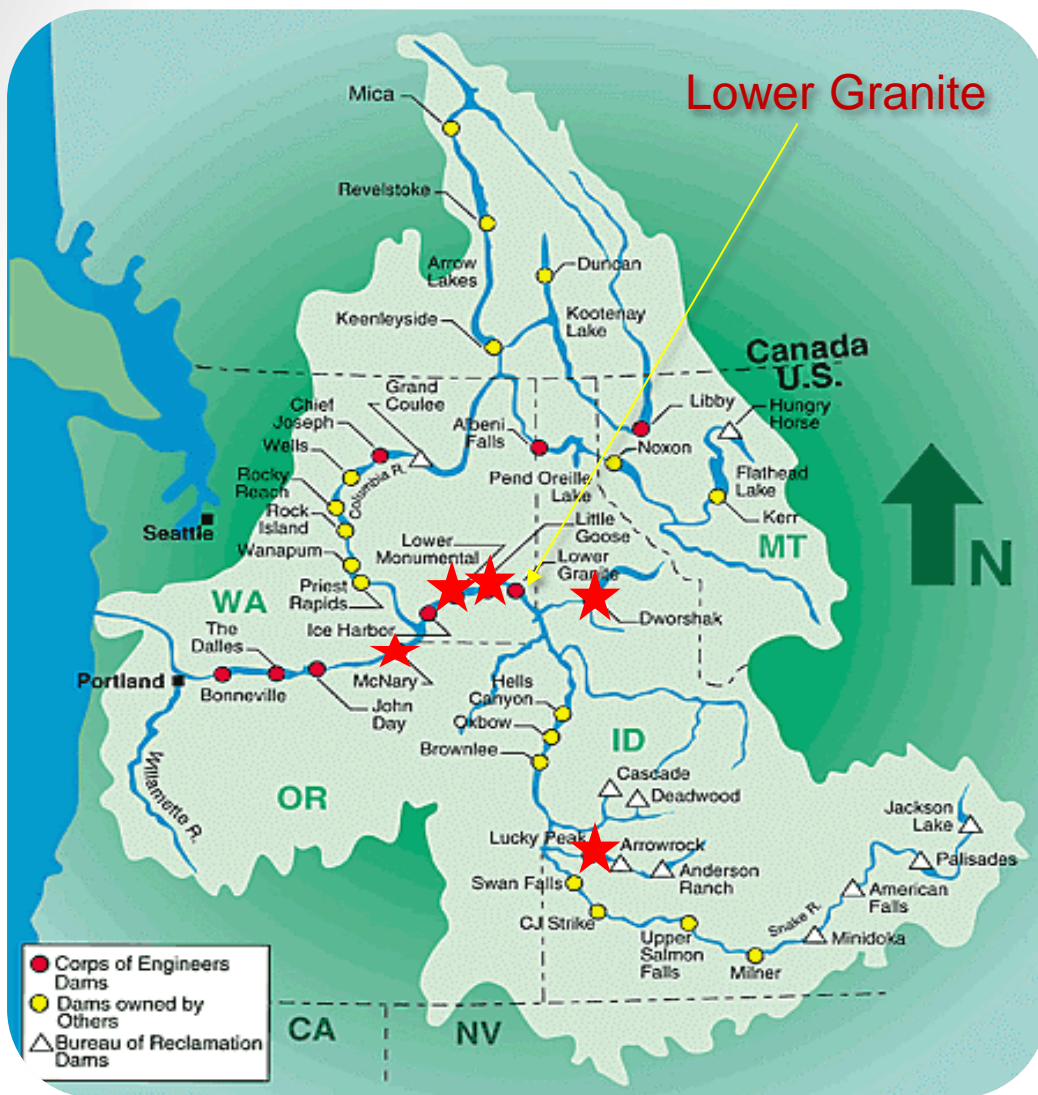 Lower Granite
Mica
Revelstoke
Arrow
Lakes
Duncan
Keenleyside
Kootenay
Lake
Canada
U.S.
Grand
Coulee
Chief
Joseph
Albeni
Falls
Libby
Hungry
Horse
Wells
Noxon
Columbia R.
Rocky
Reach
Pend Oreille
Lake
Flathead
Lake
Rock
Island
Kerr
Seattle
Little
Goose
Lower
Monumental
Wanapum
Lower
Granite
MT
N
Priest
Rapids
WA
Ice Harbor
Dworshak
The
Dalles
Portland
Bonneville
McNary
John
Day
Hells
Canyon
Oxbow
Brownlee
ID
Willamette R.
OR
Cascade
Deadwood
Jackson
Lake
Lucky Peak
Arrowrock
Palisades
Anderson
Ranch
Swan Falls
American
Falls
CJ Strike
Snake R.
Upper
Salmon
Falls
Minidoka
Milner
Corps of Engineers
Dams
Dams owned by
Others
Bureau of Reclamation
Dams
CA
NV